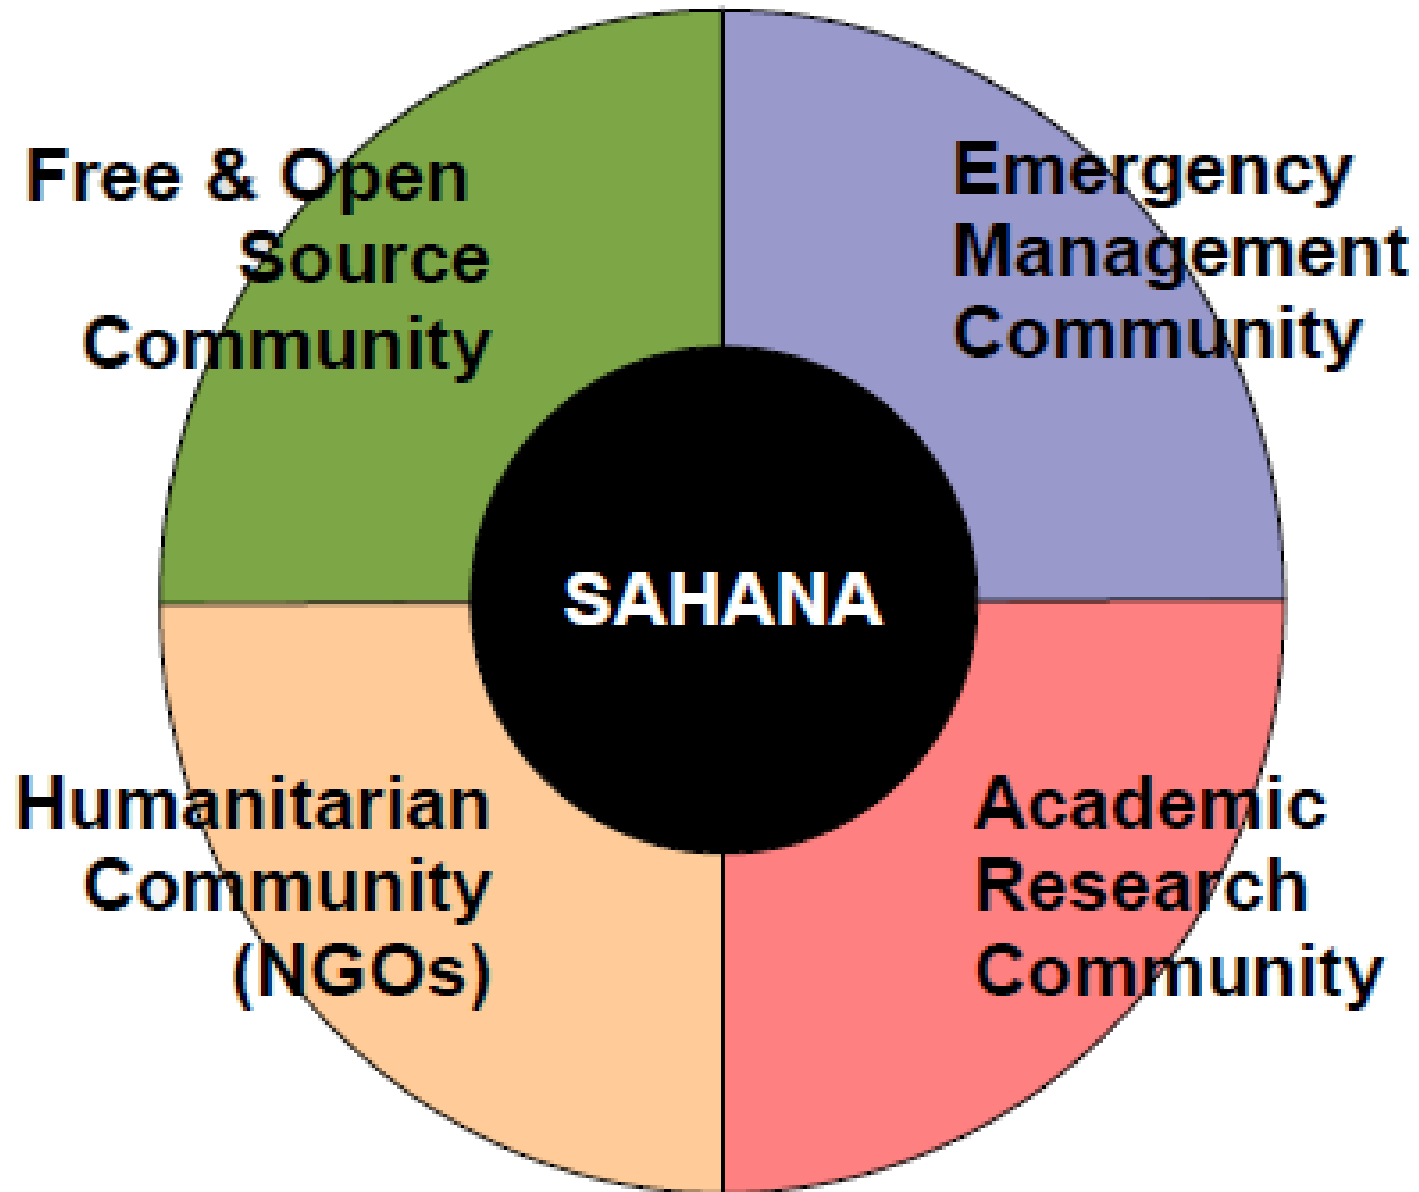 Free & Open
Source
Community
Emergency
Management
Community
SAHANA
Humanitarian
Community
(NGOs)
Academic
Research
Community